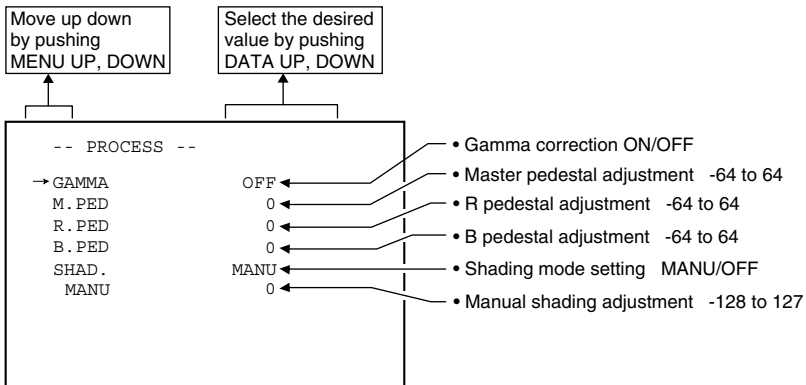 Move up down
by pushing
MENU UP, DOWN
Select the desired
value by pushing
DATA UP, DOWN
-- PROCESS --
→GAMMA OFF
M.PED 0
R.PED 0
B.PED 0
SHAD. MANU
MANU 0
• Gamma correction ON/OFF
• Master pedestal adjustment -64 to 64
• R pedestal adjustment -64 to 64
• B pedestal adjustment -64 to 64
• Shading mode setting MANU/OFF
• Manual shading adjustment -128 to 127